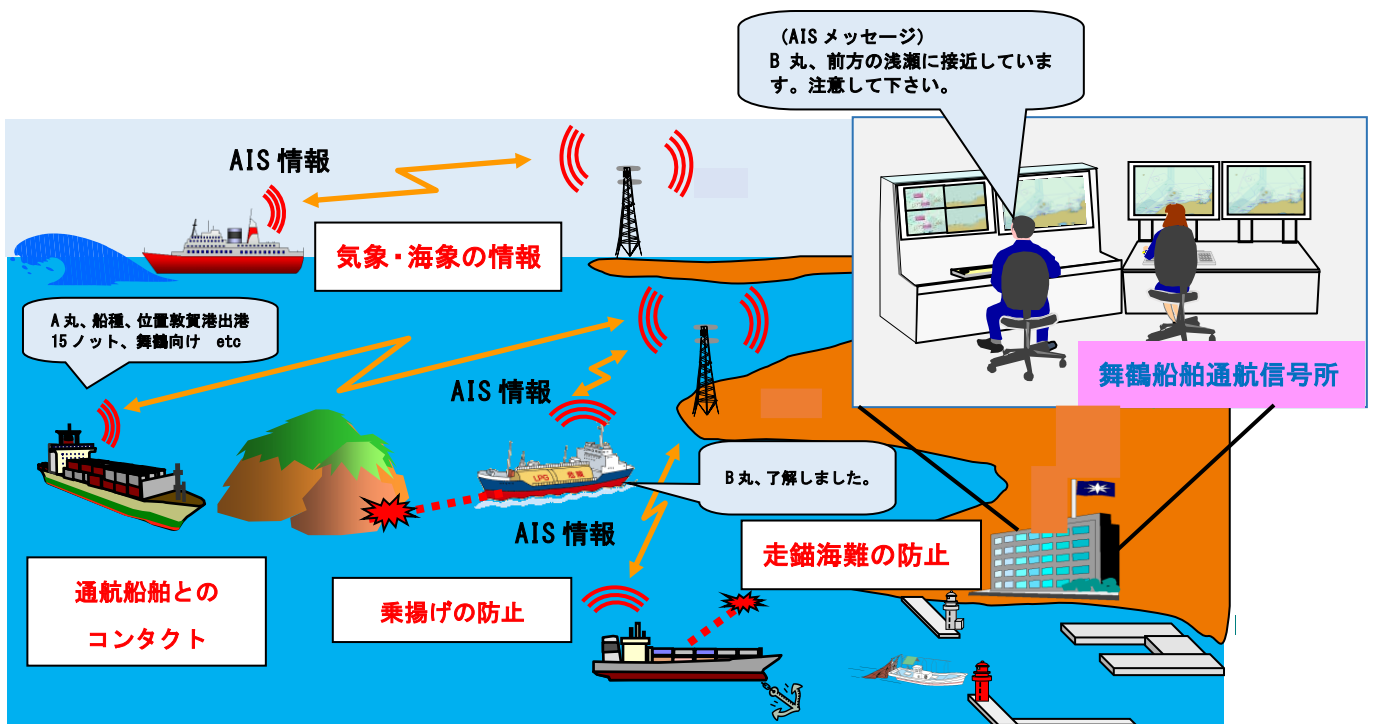 (AIS メッセージ)
B 丸、前方の浅瀬に接近していま
す。注意して下さい。
AIS 情報
気象・海象の情報
A 丸、船種、位置敦賀港出港
15 ノット、舞鶴向け　etc
AIS 情報
舞鶴船舶通航信号所
LPG 危険
B 丸、了解しました。
AIS 情報
走錨海難の防止
通航船舶との
コンタクト
乗揚げの防止